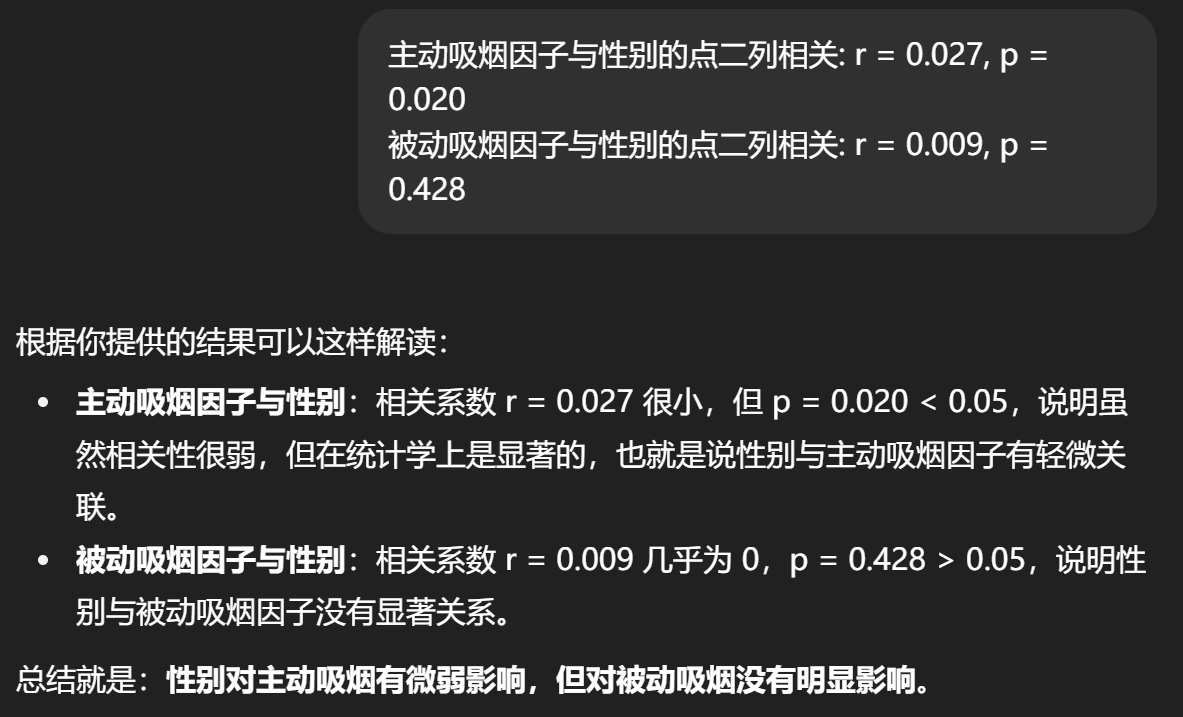 主动吸烟因子与性别的点二列相关: r = 0.027, p =
0.020
被动吸烟因子与性别的点二列相关: r = 0.009, p =
0.428
根据你提供的结果可以这样解读：
• 主动吸烟因子与性别：相关系数 r = 0.027 很小，但 p = 0.020 < 0.05，说明虽
然相关性很弱，但在统计学上是显著的，也就是说性别与主动吸烟因子有轻微关
联。
• 被动吸烟因子与性别：相关系数 r = 0.009 几乎为 0，p = 0.428 > 0.05，说明性
别与被动吸烟因子没有显著关系。
总结就是：性别对主动吸烟有微弱影响，但对被动吸烟没有明显影响。